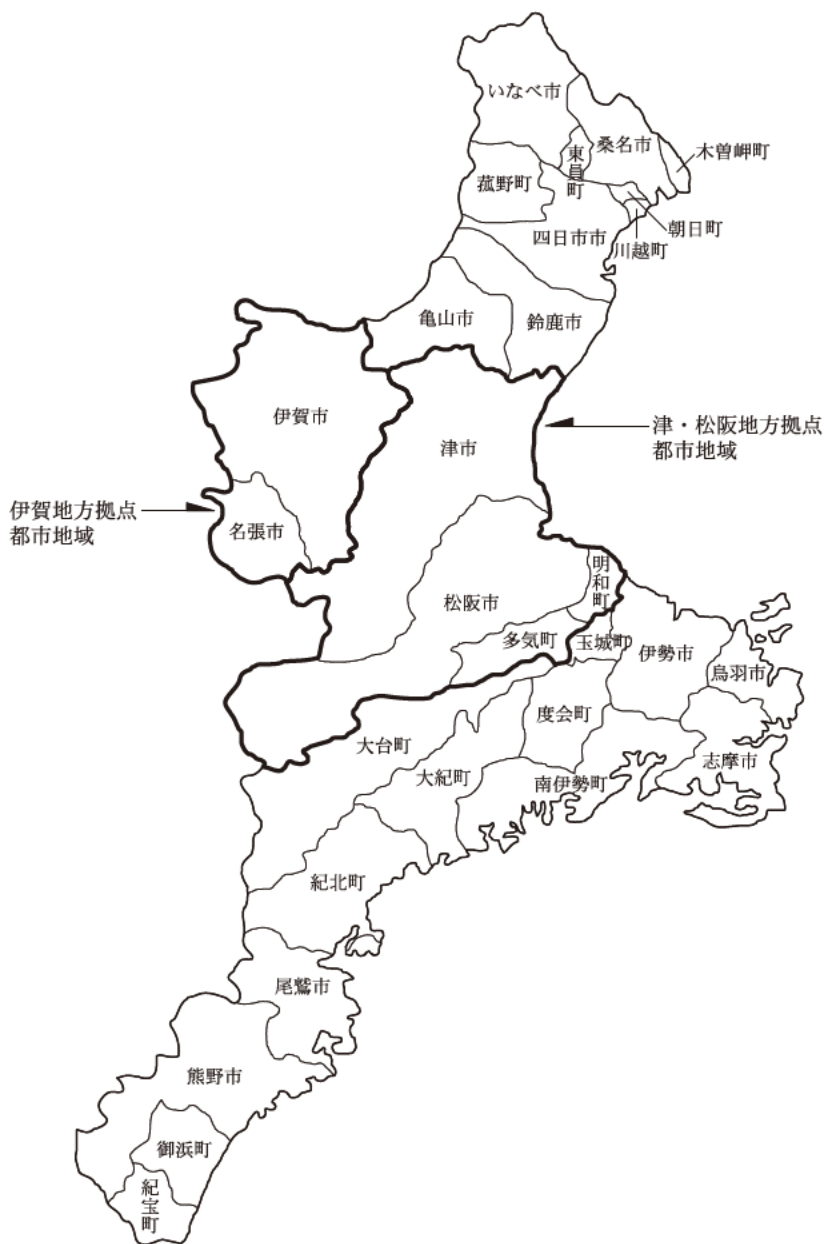 いなべ市
桑名市
木曽岬町
東員町
菰野町
朝日町
四日市市
川越町
亀山市
鈴鹿市
伊賀市
津・松阪地方拠点
都市地域
津市
伊賀地方拠点
都市地域
名張市
明和町
松阪市
多気町
玉城町
伊勢市
鳥羽市
度会町
大台町
志摩市
大紀町
南伊勢町
紀北町
尾鷲市
熊野市
御浜町
紀宝町